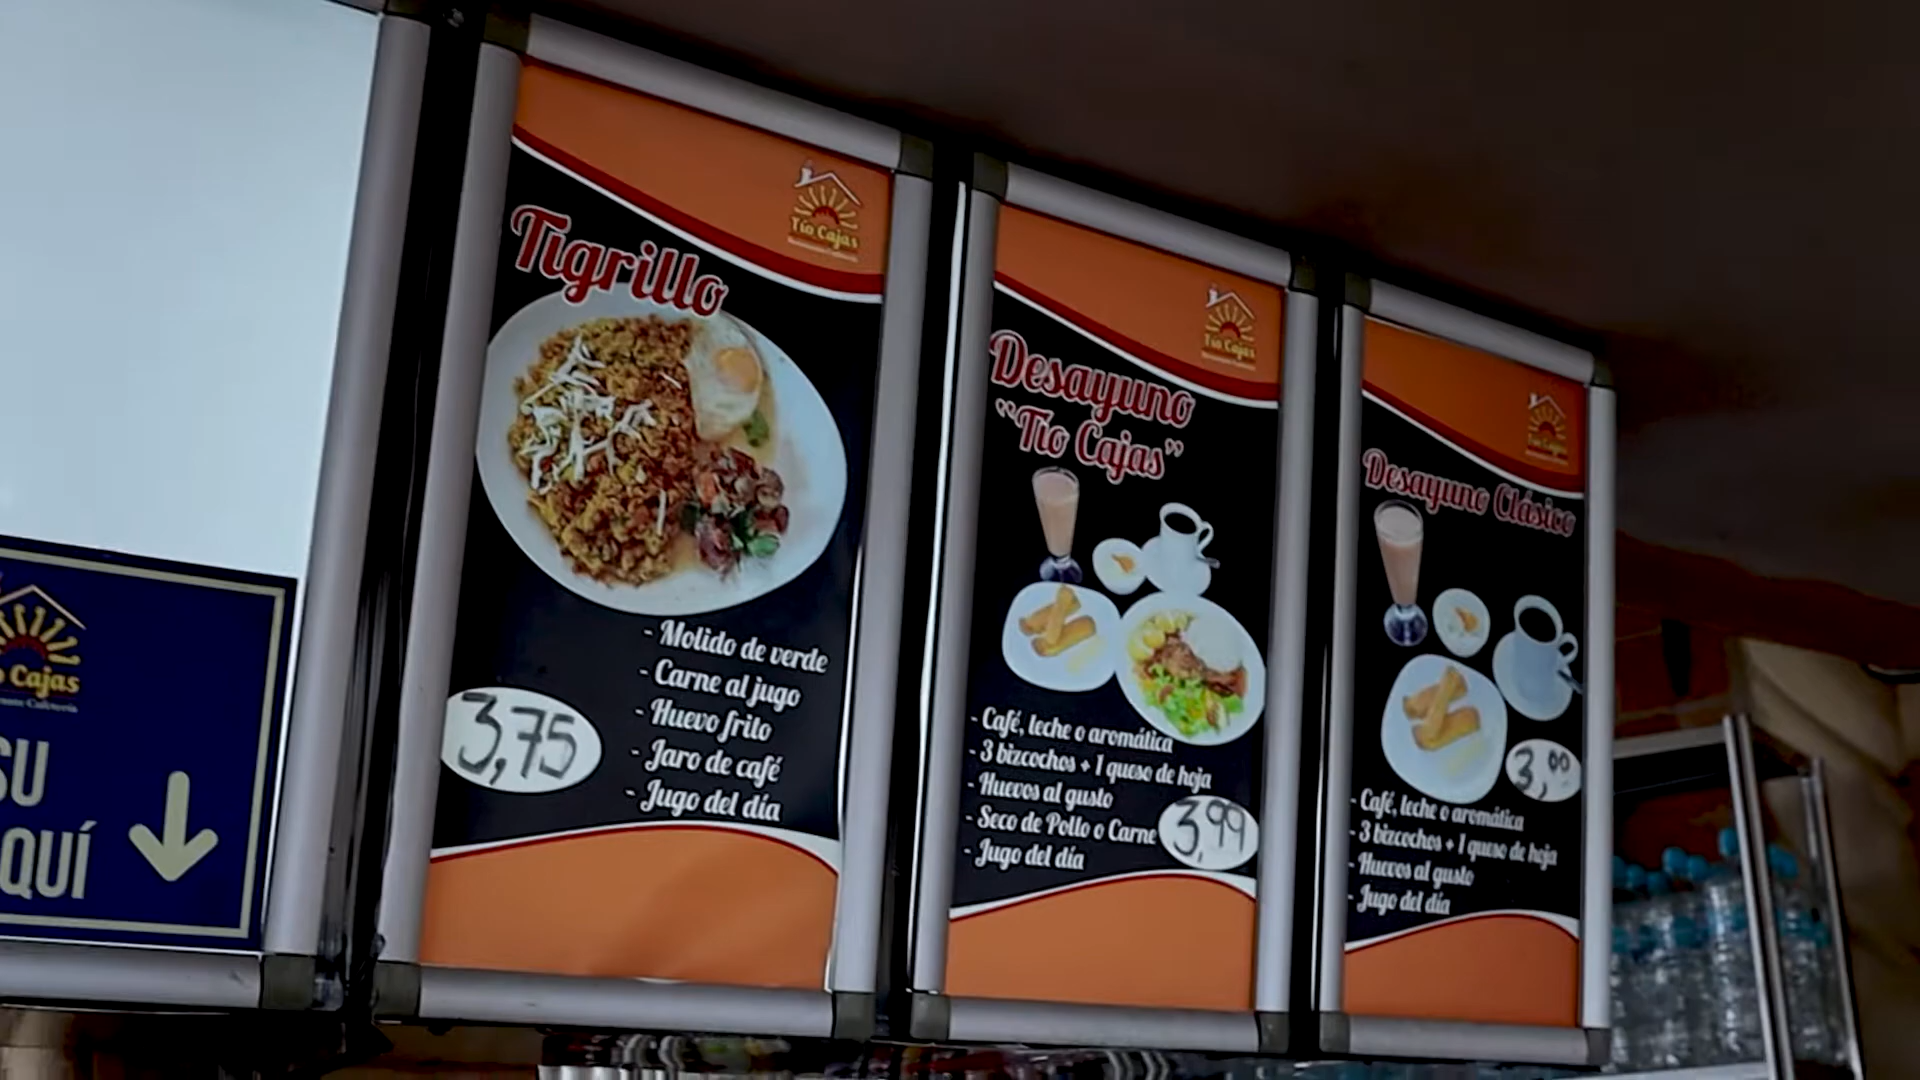 Cajas
SU
QUÍ
Tío Cajas
Tigrillo
- Molido de verde
- Carne al jugo
- Huevo frito
- Jaro de café
- Jugo del día
3,75
Tío Cajas
Desayuno
"Tío Cajas"
- Café, leche o aromática
- 3 bizcochos + 1 queso de hoja
- Huevos al gusto
- Seco de Pollo o Carne
- Jugo del día
3,99
Tío Cajas
Desayuno Clásico
3,00
- Café, leche o aromática
- 3 bizcochos + 1 queso de hoja
- Huevos al gusto
- Jugo del día